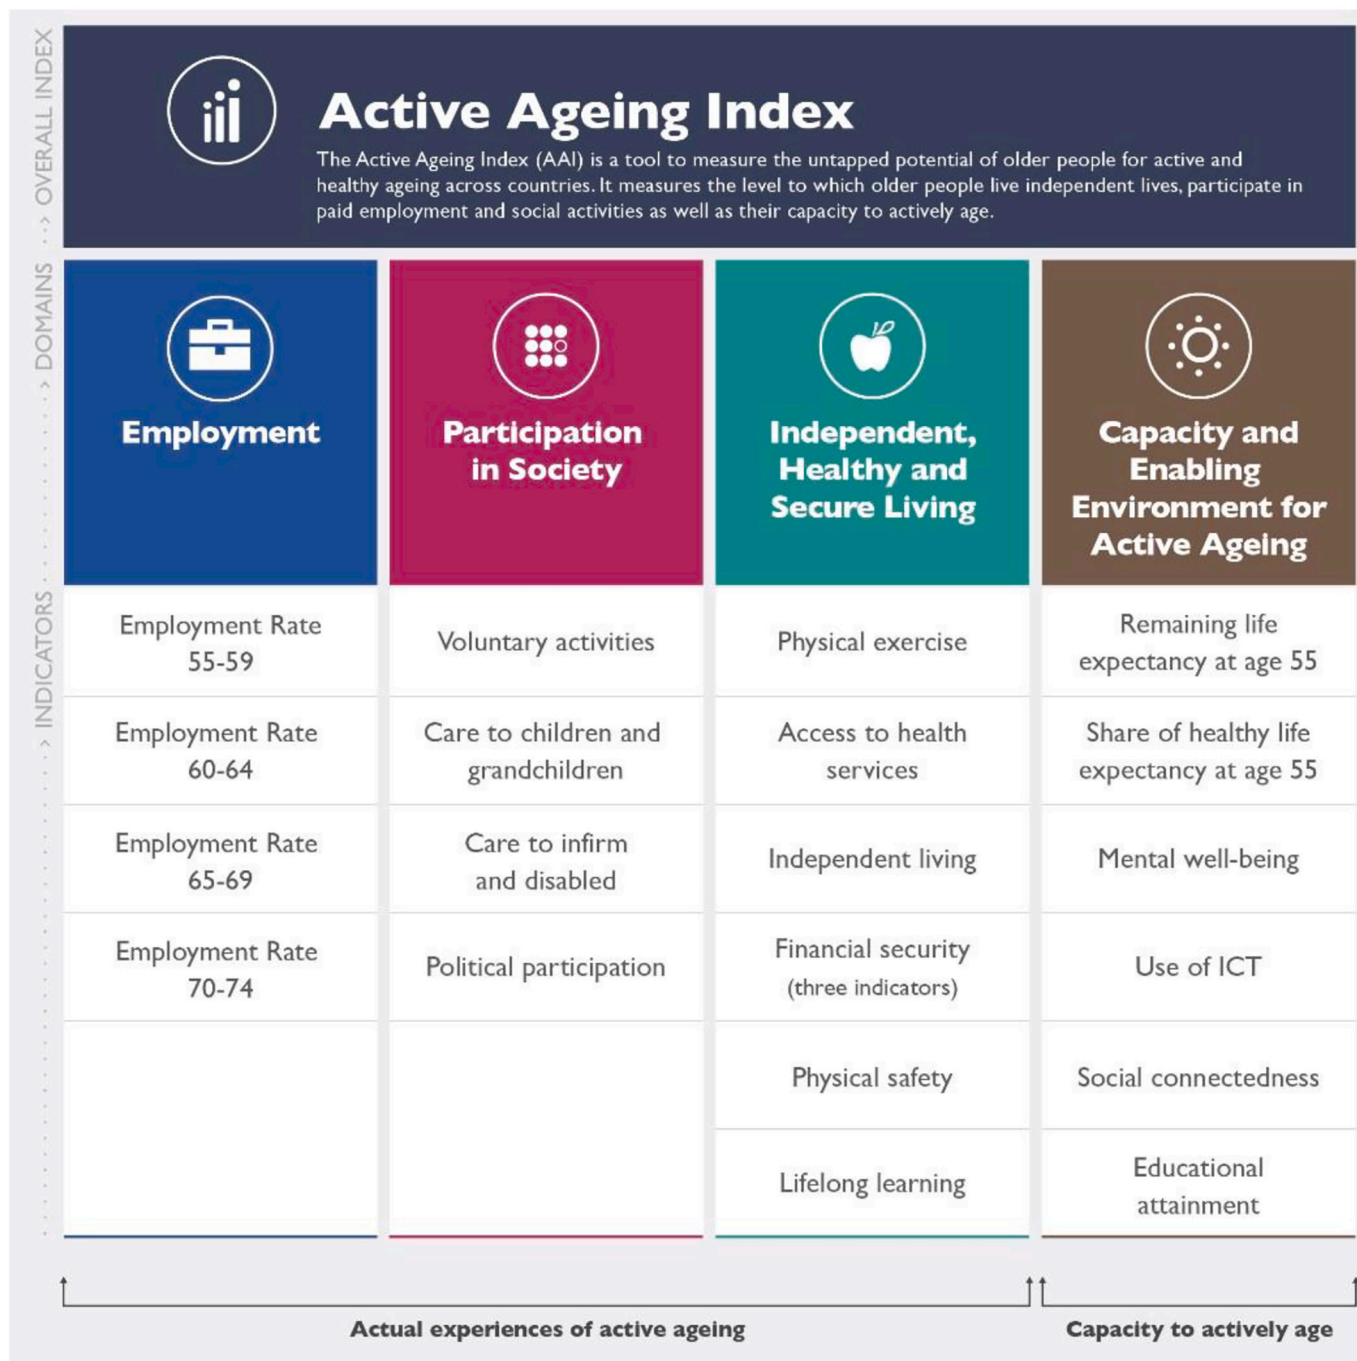 Active Ageing Index
The Active Ageing Index (AAI) is a tool to measure the untapped potential of older people for active and
healthy ageing across countries. It measures the level to which older people live independent lives, participate in
paid employment and social activities as well as their capacity to actively age.
OVERALL INDEX
DOMAINS
INDICATORS
Employment
Employment Rate
55-59
Employment Rate
60-64
Employment Rate
65-69
Employment Rate
70-74
Participation
in Society
Voluntary activities
Care to children and
grandchildren
Care to infirm
and disabled
Political participation
Independent,
Healthy and
Secure Living
Physical exercise
Access to health
services
Independent living
Financial security
(three indicators)
Physical safety
Lifelong learning
Capacity and
Enabling
Environment for
Active Ageing
Remaining life
expectancy at age 55
Share of healthy life
expectancy at age 55
Mental well-being
Use of ICT
Social connectedness
Educational
attainment
Actual experiences of active ageing
Capacity to actively age